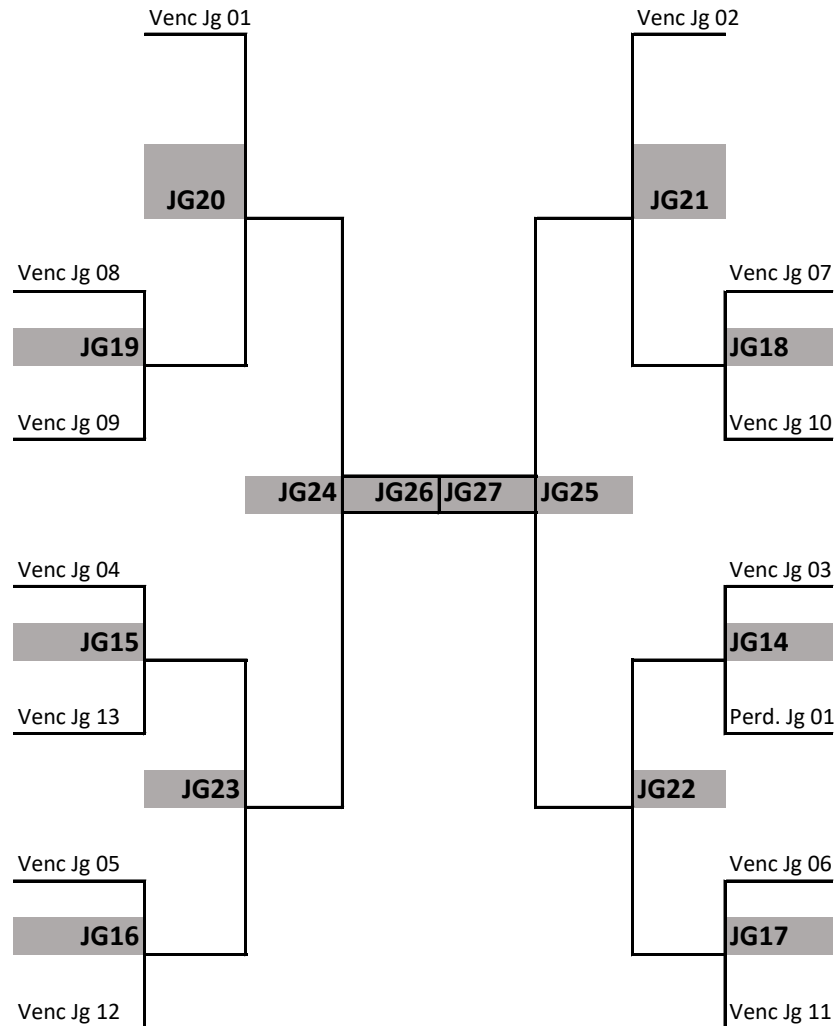 Venc Jg 01 Venc Jg 02
JG20 JG21
Venc Jg 08 Venc Jg 07
JG19 JG18
Venc Jg 09 Venc Jg 10
JG24 JG26 JG27 JG25
Venc Jg 04 Venc Jg 03
JG15 JG14
Venc Jg 13 Perd. Jg 01
JG23 JG22
Venc Jg 05 Venc Jg 06
JG16 JG17
Venc Jg 12 Venc Jg 11